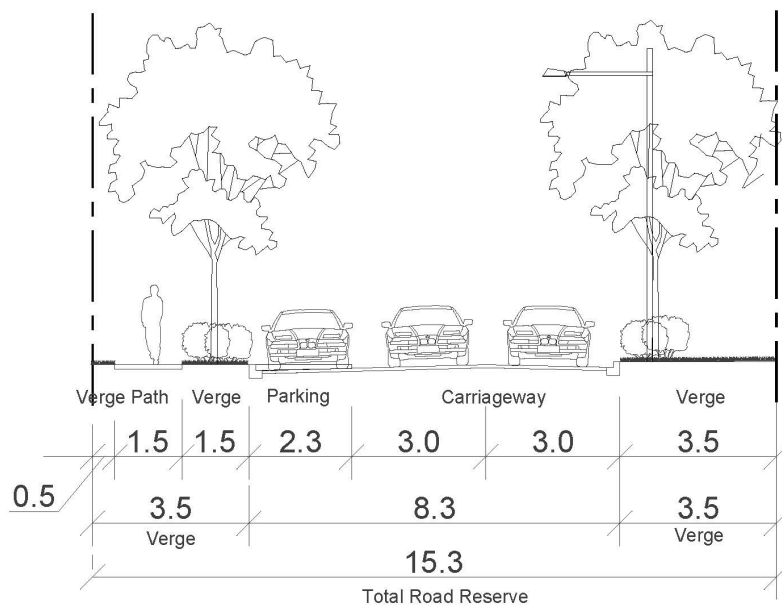 Verge Path Verge Parking Carriageway Verge
1.5 1.5 2.3 3.0 3.0 3.5
0.5
3.5 8.3 3.5
Verge Verge
15.3
Total Road Reserve